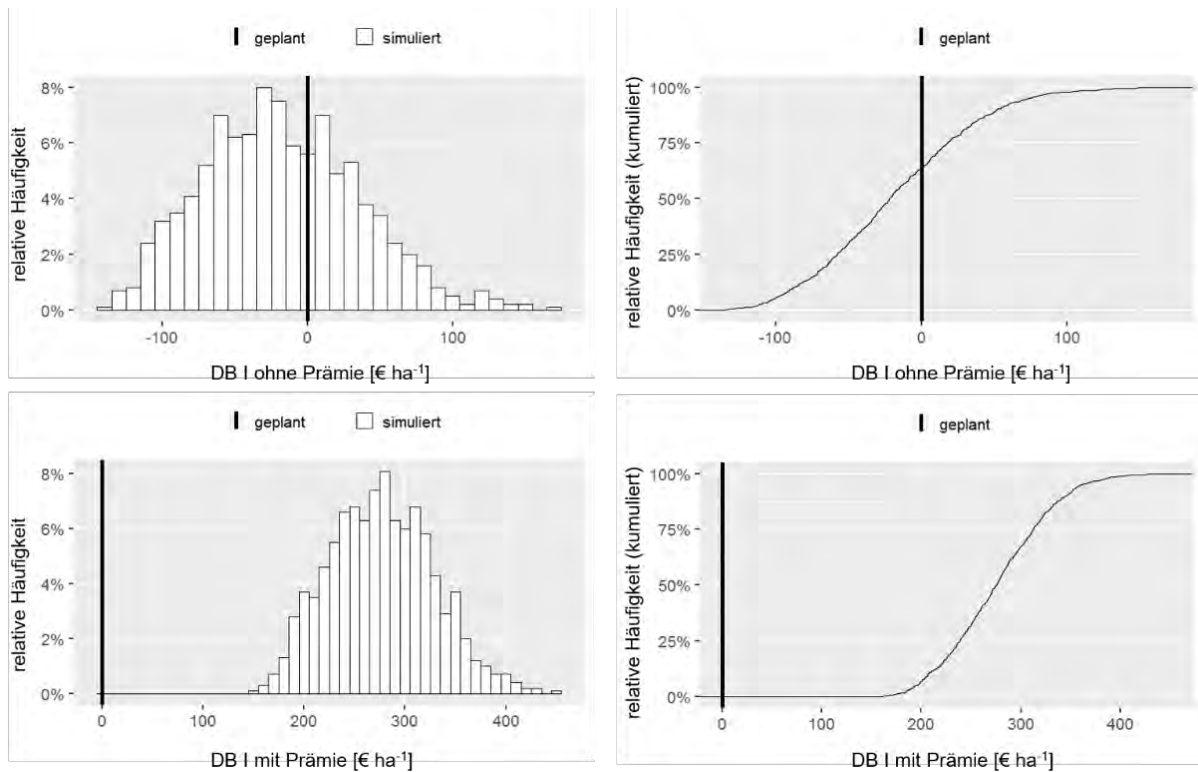 geplant simuliert
relative Häufigkeit
8%
6%
4%
2%
0%
-100 0 100
DB I ohne Prämie [€ ha⁻¹]
geplant
relative Häufigkeit (kumuliert)
100%
75%
50%
25%
0%
-100 0 100
DB I ohne Prämie [€ ha⁻¹]
geplant simuliert
relative Häufigkeit
8%
6%
4%
2%
0%
0 100 200 300 400
DB I mit Prämie [€ ha⁻¹]
geplant
relative Häufigkeit (kumuliert)
100%
75%
50%
25%
0%
0 100 200 300 400
DB I mit Prämie [€ ha⁻¹]